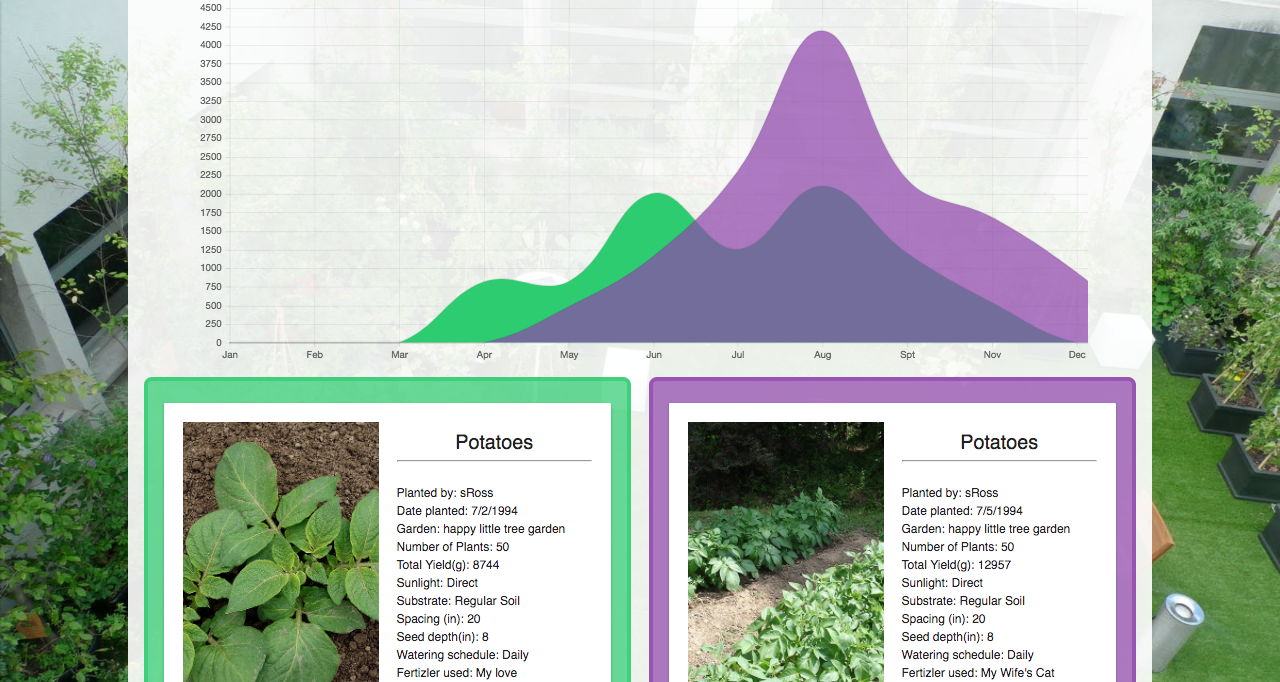 4500
4250
4000
3750
3500
3250
3000
2750
2500
2250
2000
1750
1500
1250
1000
750
500
250
0
Jan Feb Mar Apr May Jun Jul Aug Spt Nov Dec
Potatoes
Planted by: sRoss
Date planted: 7/2/1994
Garden: happy little tree garden
Number of Plants: 50
Total Yield(g): 8744
Sunlight: Direct
Substrate: Regular Soil
Spacing (in): 20
Seed depth(in): 8
Watering schedule: Daily
Fertizler used: My love
Potatoes
Planted by: sRoss
Date planted: 7/5/1994
Garden: happy little tree garden
Number of Plants: 50
Total Yield(g): 12957
Sunlight: Direct
Substrate: Regular Soil
Spacing (in): 20
Seed depth(in): 8
Watering schedule: Daily
Fertizler used: My Wife's Cat